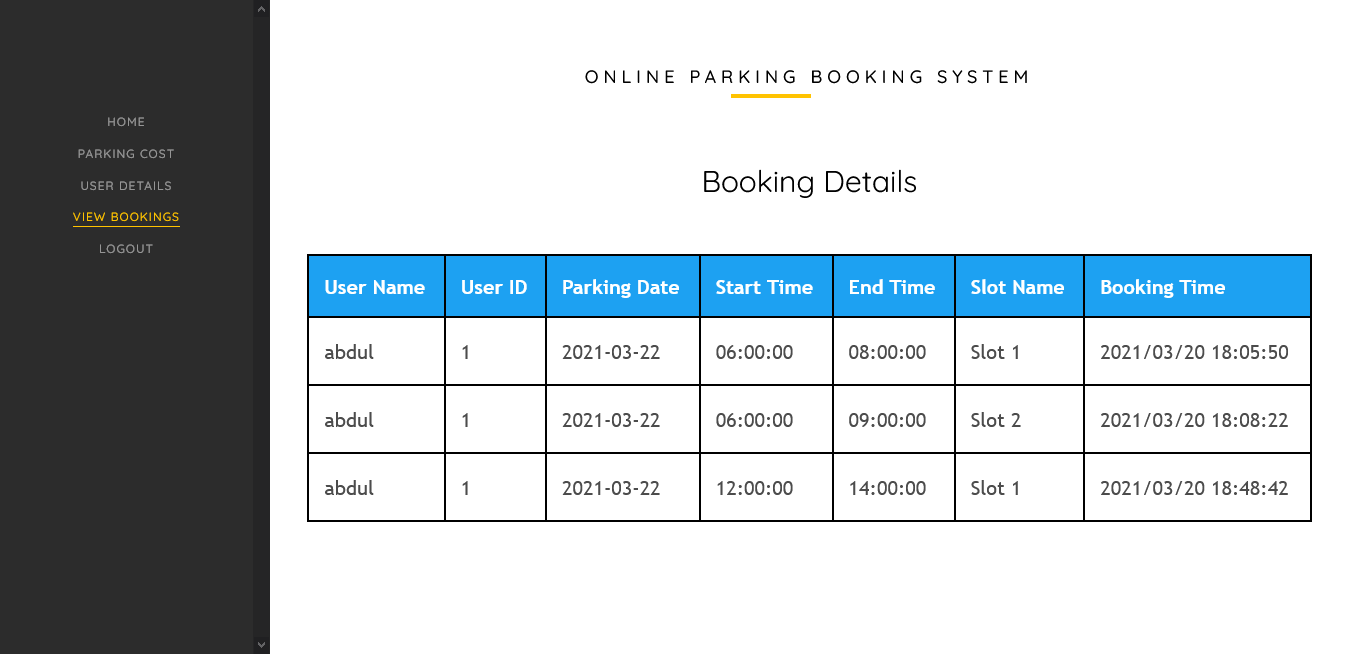 HOME
PARKING COST
USER DETAILS
VIEW BOOKINGS
LOGOUT
ONLINE PARKING BOOKING SYSTEM
Booking Details
User Name User ID Parking Date Start Time End Time Slot Name Booking Time
abdul 1 2021-03-22 06:00:00 08:00:00 Slot 1 2021/03/20 18:05:50
abdul 1 2021-03-22 06:00:00 09:00:00 Slot 2 2021/03/20 18:08:22
abdul 1 2021-03-22 12:00:00 14:00:00 Slot 1 2021/03/20 18:48:42